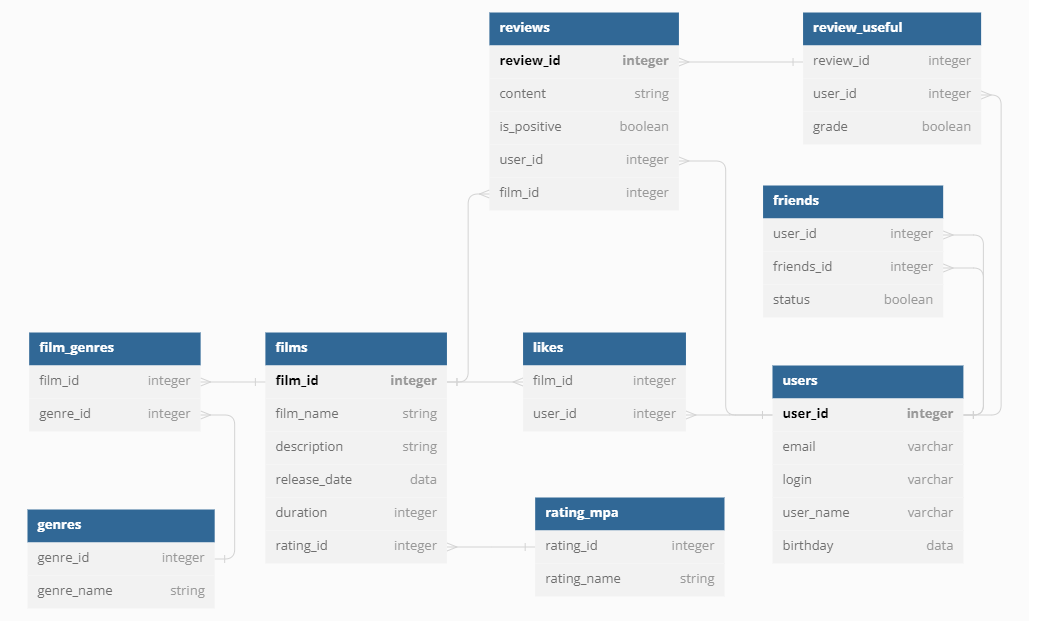 reviews
review_id integer
content string
is_positive boolean
user_id integer
film_id integer
review_useful
review_id integer
user_id integer
grade boolean
friends
user_id integer
friends_id integer
status boolean
film_genres
film_id integer
genre_id integer
films
film_id integer
film_name string
description string
release_date data
duration integer
rating_id integer
likes
film_id integer
user_id integer
users
user_id integer
email varchar
login varchar
user_name varchar
birthday data
genres
genre_id integer
genre_name string
rating_mpa
rating_id integer
rating_name string